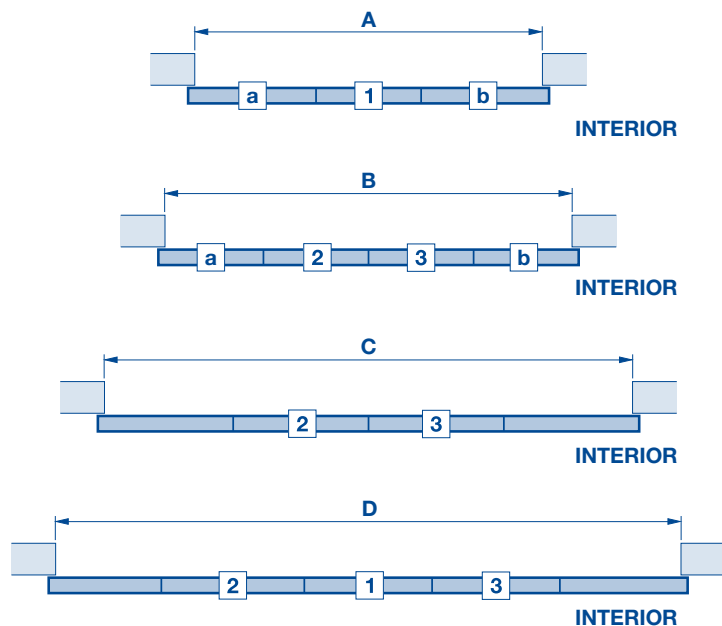 A
a 1 b
INTERIOR
B
a 2 3 b
INTERIOR
C
2 3
INTERIOR
D
2 1 3
INTERIOR